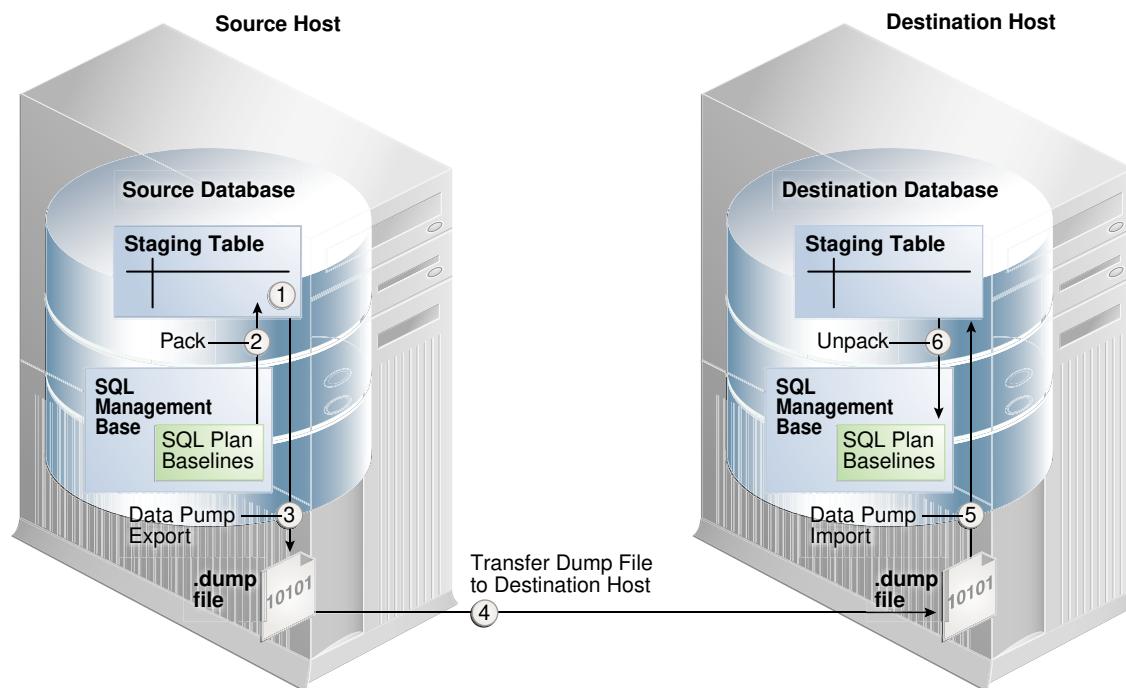 Source Host
Source Database
Staging Table
1
Pack
2
SQL
Management
Base
SQL Plan
Baselines
Data Pump
Export
3
.dump
file
10101
Transfer Dump File
to Destination Host
4
Destination Host
Destination Database
Staging Table
Unpack
6
SQL
Management
Base
SQL Plan
Baselines
Data Pump
Import
5
.dump
file
10101